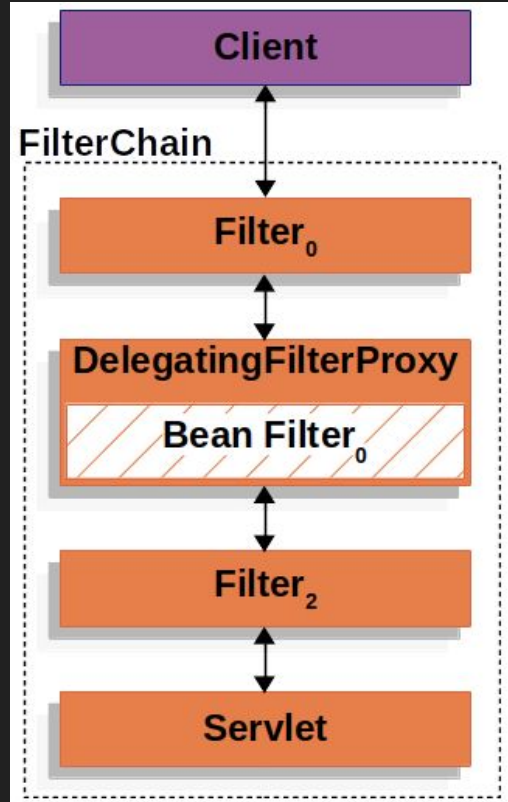 Client
FilterChain
Filter0
DelegatingFilterProxy
Bean Filter0
Filter2
Servlet